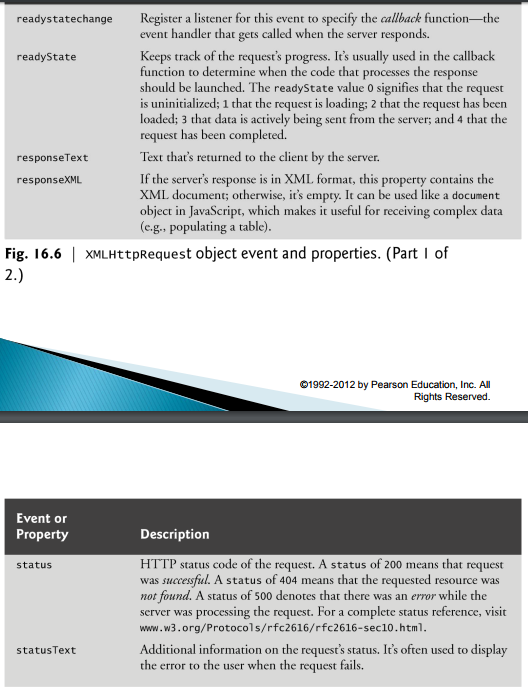 readystatechange Register a listener for this event to specify the callback function—the
event handler that gets called when the server responds.
readyState Keeps track of the request's progress. It's usually used in the callback
function to determine when the code that processes the response
should be launched. The readyState value 0 signifies that the request
is uninitialized; 1 that the request is loading; 2 that the request has been
loaded; 3 that data is actively being sent from the server; and 4 that the
request has been completed.
responseText Text that's returned to the client by the server.
responseXML If the server's response is in XML format, this property contains the
XML document; otherwise, it's empty. It can be used like a document
object in JavaScript, which makes it useful for receiving complex data
(e.g., populating a table).
Fig. 16.6 | XMLHttpRequest object event and properties. (Part 1 of
2.)
©1992-2012 by Pearson Education, Inc. All
Rights Reserved.
Event or
Property Description
status HTTP status code of the request. A status of 200 means that request
was successful. A status of 404 means that the requested resource was
not found. A status of 500 denotes that there was an error while the
server was processing the request. For a complete status reference, visit
www.w3.org/Protocols/rfc2616/rfc2616-sec10.html.
statusText Additional information on the request's status. It's often used to display
the error to the user when the request fails.